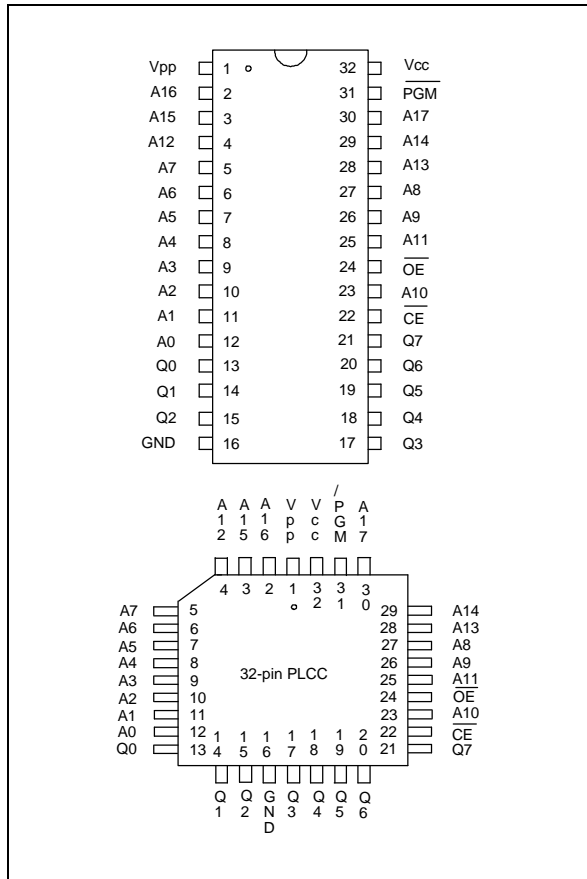 Vpp 1 32 Vcc
A16 2 31 PGM
A15 3 30 A17
A12 4 29 A14
A7 5 28 A13
A6 6 27 A8
A5 7 26 A9
A4 8 25 A11
A3 9 24 OE
A2 10 23 A10
A1 11 22 CE
A0 12 21 Q7
Q0 13 20 Q6
Q1 14 19 Q5
Q2 15 18 Q4
GND 16 17 Q3
A12 A15 A16 Vpp Vcc /PGM A17
4 3 2 1 32 31 30
A7 5 29 A14
A6 6 28 A13
A5 7 27 A8
A4 8 26 A9
A3 9 32-pin PLCC 25 A11
A2 10 24 OE
A1 11 23 A10
A0 12 22 CE
Q0 13 21 Q7
14 15 16 17 18 19 20
Q1 Q2 GND Q3 Q4 Q5 Q6